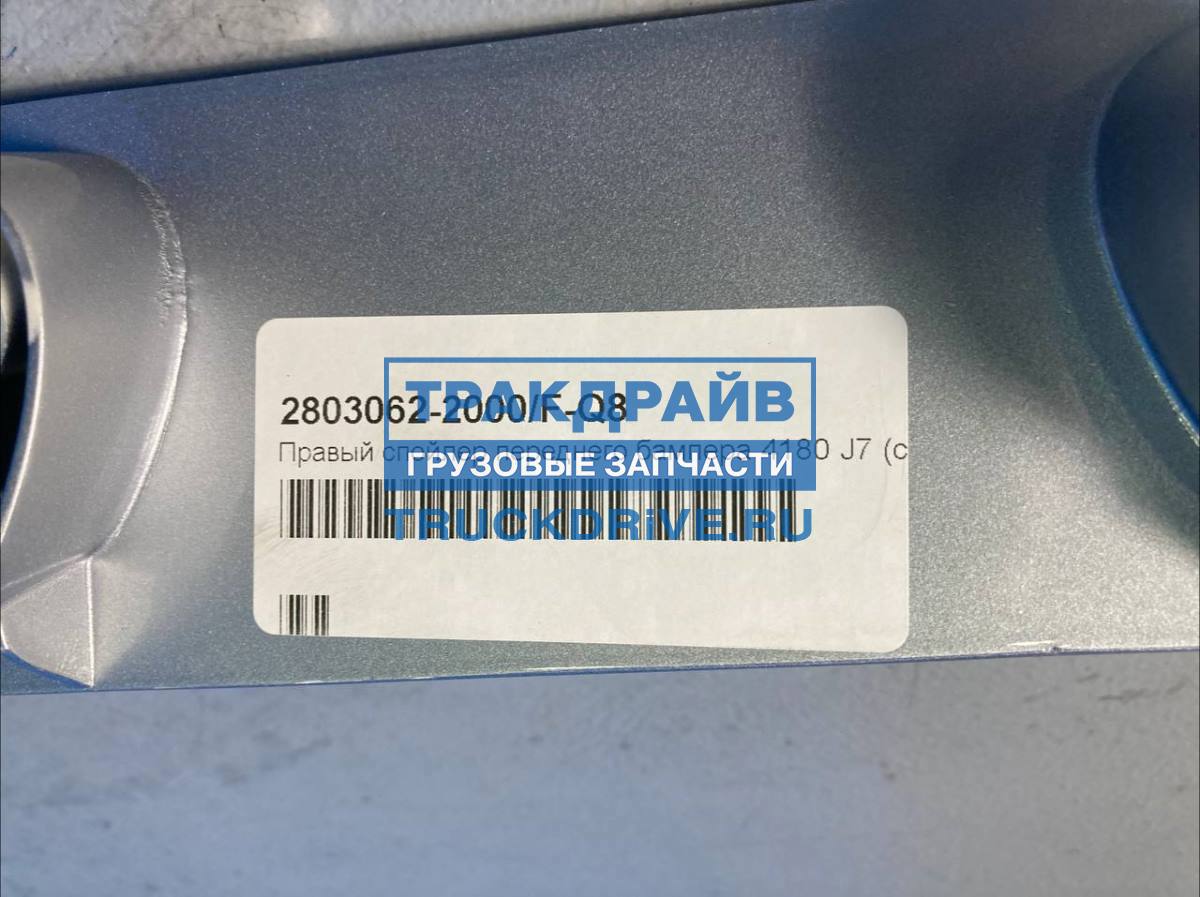 2803062-2000/F-Q8
Правый спойлер переднего бампера 4180 J7 (с
ТРАКДРАЙВ
ГРУЗОВЫЕ ЗАПЧАСТИ
TRUCKDRiVE.RU